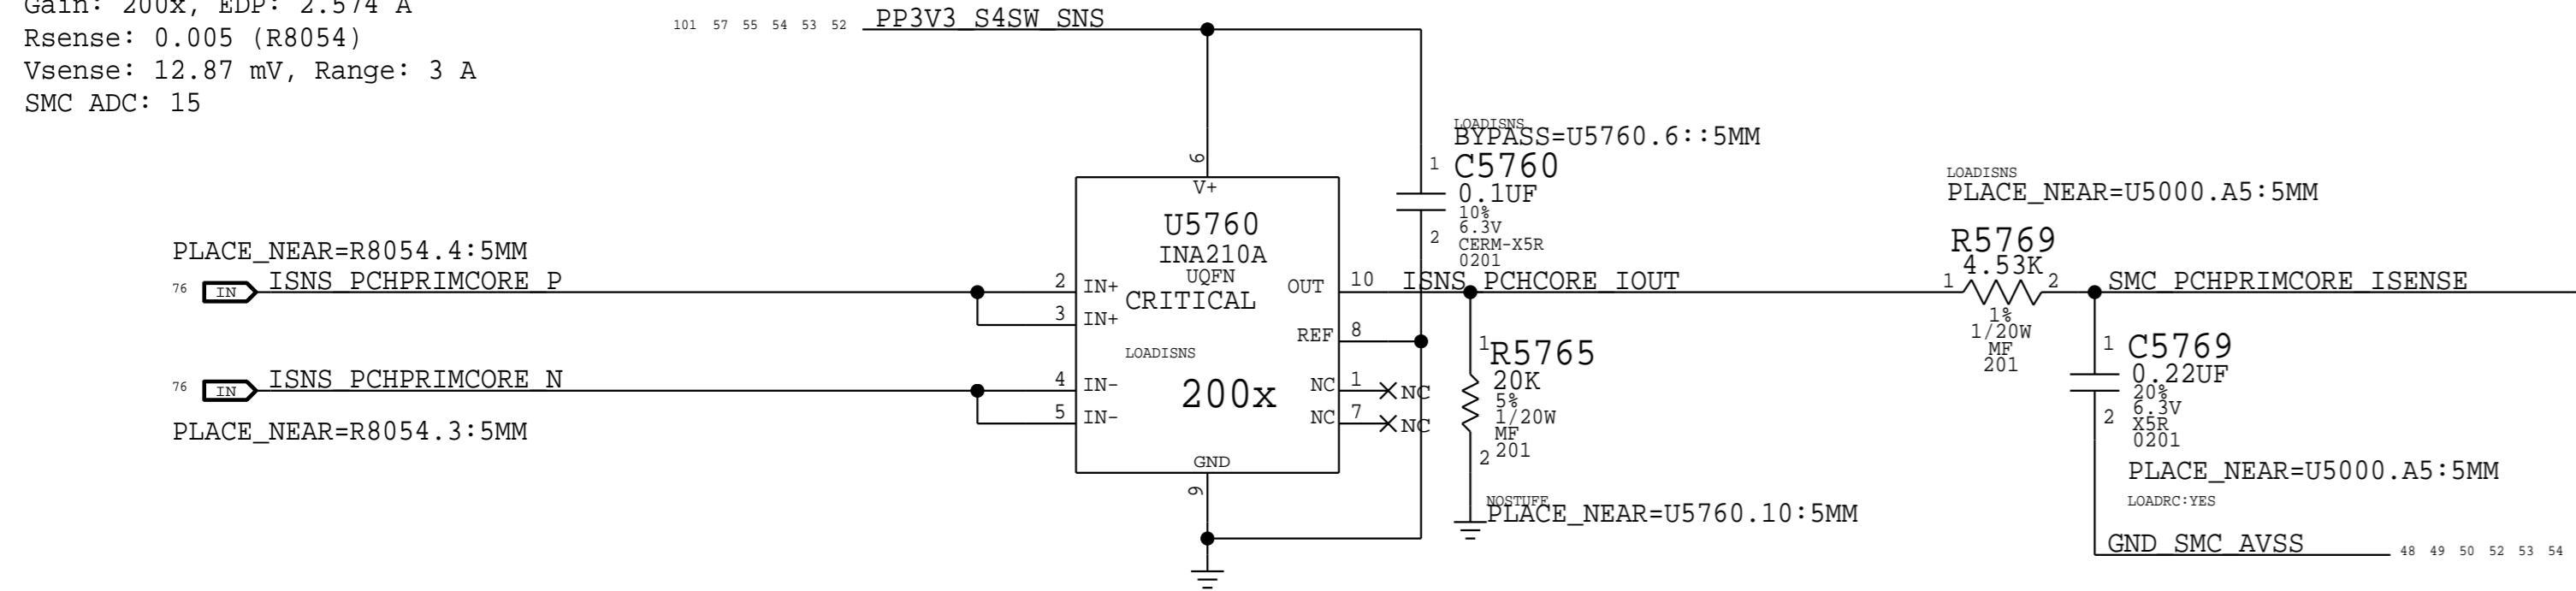 Gain: 200x, EDP: 2.574 A
Rsense: 0.005 (R8054)
Vsense: 12.87 mV, Range: 3 A
SMC ADC: 15
101 57 55 54 53 52 PP3V3_S4SW_SNS
LOADISNS
BYPASS=U5760.6::5MM
1 C5760
0.1UF
10%
6.3V
2 CERM-X5R
0201
6
V+
U5760
INA210A
UQFN
CRITICAL
LOADISNS
200x
PLACE_NEAR=R8054.4:5MM
76 IN ISNS_PCHPRIMCORE_P
2 IN+
3 IN+
76 IN ISNS_PCHPRIMCORE_N
4 IN-
5 IN-
PLACE_NEAR=R8054.3:5MM
OUT 10 ISNS_PCHCORE_IOUT
REF 8
NC 1 NC
NC 7 NC
GND
9
1 R5765
20K
5%
1/20W
MF
2 201
NOSTUFF
PLACE_NEAR=U5760.10:5MM
LOADISNS
PLACE_NEAR=U5000.A5:5MM
R5769
4.53K
1 2 SMC_PCHPRIMCORE_ISENSE
1%
1/20W
MF
201
1 C5769
0.22UF
20%
6.3V
2 X5R
0201
PLACE_NEAR=U5000.A5:5MM
LOADRC:YES
GND_SMC_AVSS 48 49 50 52 53 54